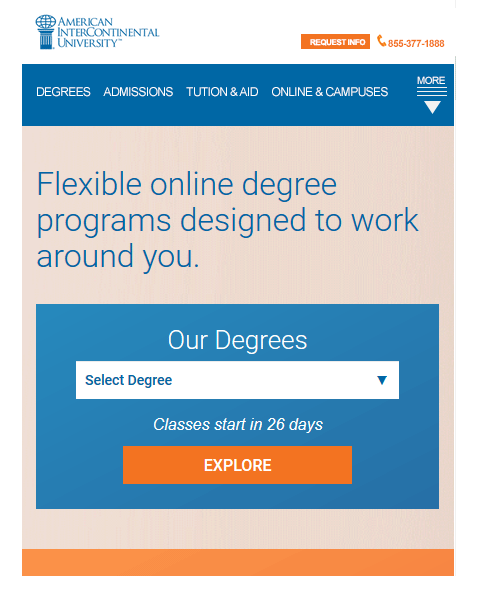 AMERICAN
INTERCONTINENTAL
UNIVERSITY™
REQUEST INFO 855-377-1888
DEGREES ADMISSIONS TUTION & AID ONLINE & CAMPUSES MORE
Flexible online degree
programs designed to work
around you.
Our Degrees
Select Degree
Classes start in 26 days
EXPLORE